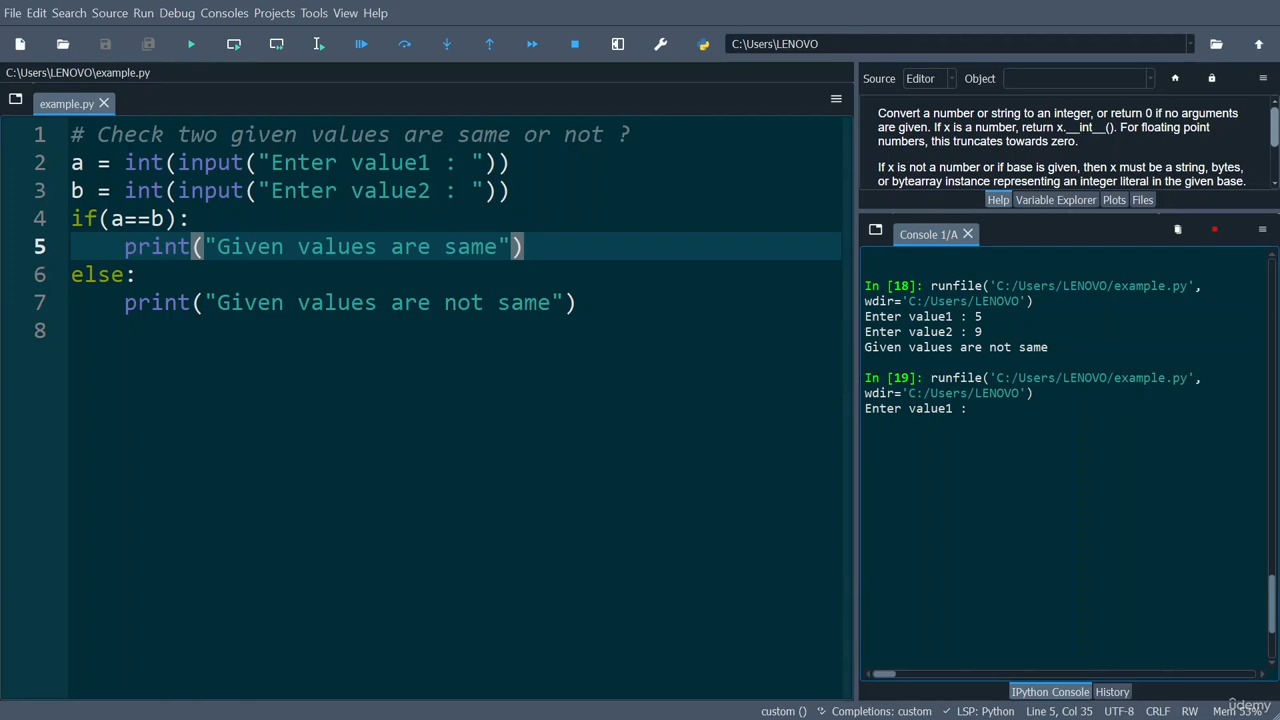 File Edit Search Source Run Debug Consoles Projects Tools View Help
C:\Users\LENOVO
C:\Users\LENOVO\example.py
example.py
1 # Check two given values are same or not ?
2 a = int(input("Enter value1 : "))
3 b = int(input("Enter value2 : "))
4 if(a==b):
5 print("Given values are same")
6 else:
7 print("Given values are not same")
8
Source Editor Object
Convert a number or string to an integer, or return 0 if no arguments
are given. If x is a number, return x.__int__(). For floating point
numbers, this truncates towards zero.
If x is not a number or if base is given, then x must be a string, bytes,
or bytearray instance representing an integer literal in the given base.
Help Variable Explorer Plots Files
Console 1/A
In [18]: runfile('C:/Users/LENOVO/example.py',
wdir='C:/Users/LENOVO')
Enter value1 : 5
Enter value2 : 9
Given values are not same
In [19]: runfile('C:/Users/LENOVO/example.py',
wdir='C:/Users/LENOVO')
Enter value1 :
IPython Console History
custom () Completions: custom LSP: Python Line 5, Col 35 UTF-8 CRLF RW Mem 53%
ûdemy